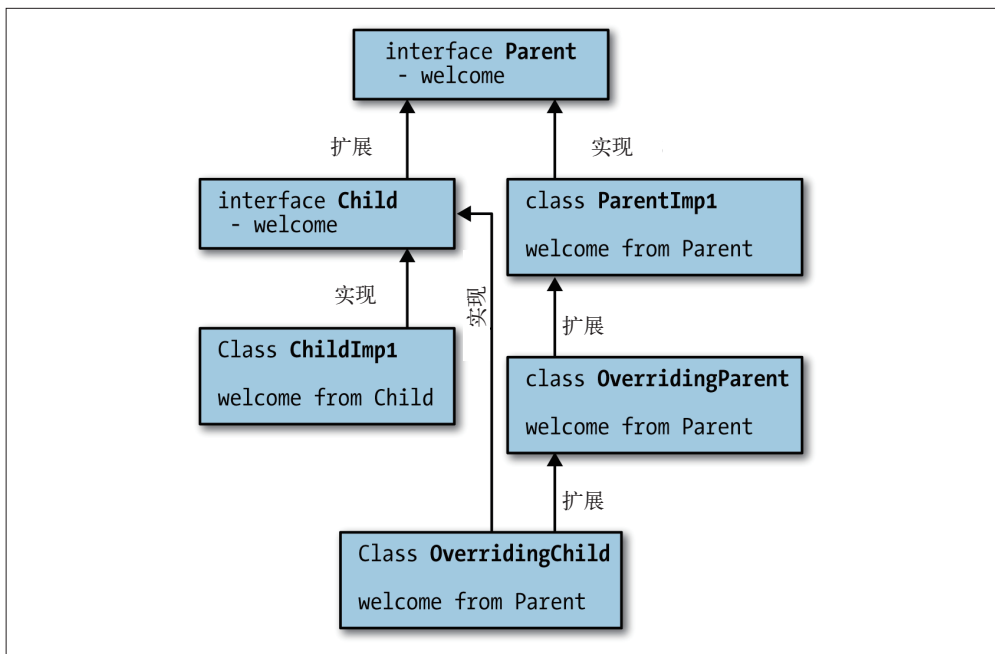 interface Parent
- welcome
扩展
实现
interface Child
- welcome
class ParentImp1
welcome from Parent
实现
实现
扩展
Class ChildImp1
welcome from Child
class OverridingParent
welcome from Parent
扩展
Class OverridingChild
welcome from Parent